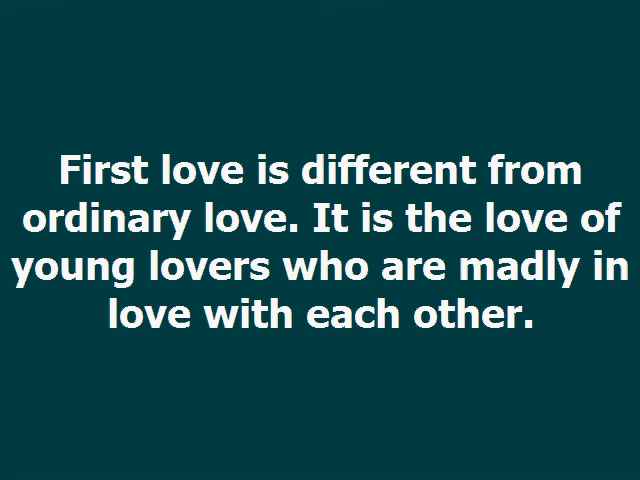 First love is different from
ordinary love. It is the love of
young lovers who are madly in
love with each other.